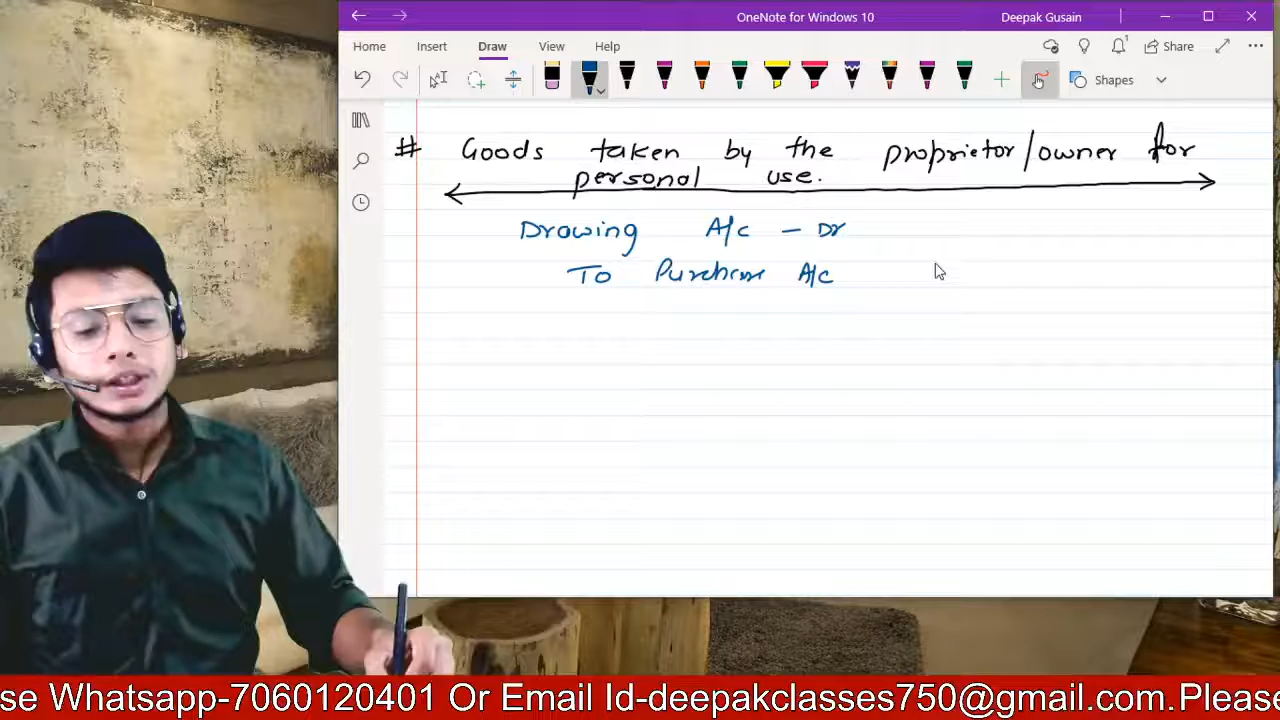 OneNote for Windows 10
Deepak Gusain
Home Insert Draw View Help
Share
Shapes
# Goods taken by the proprietor/owner for
personal use.
Drawing A/c - Dr
To Purchase A/c
se Whatsapp-7060120401 Or Email Id-deepakclasses750@gmail.com.Please